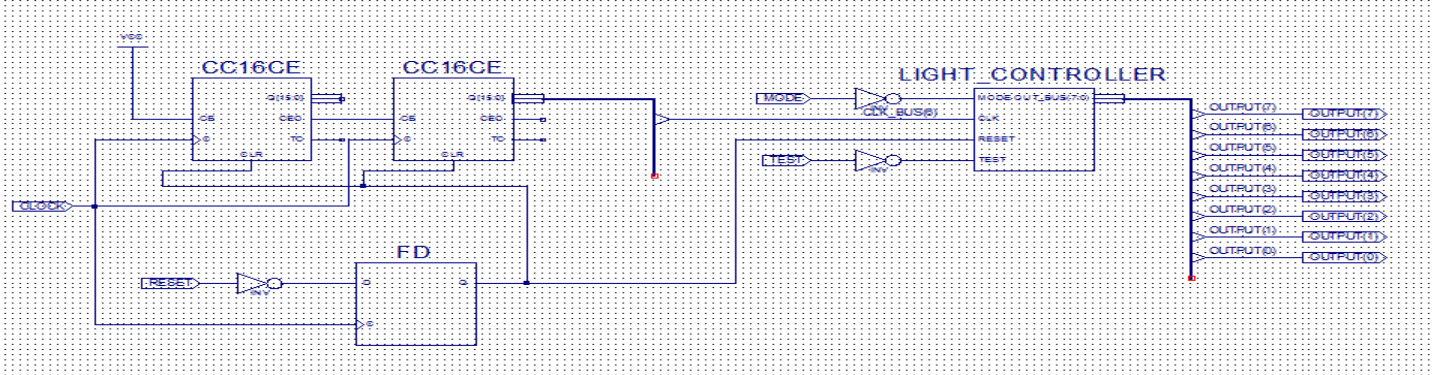 VCC
CC16CE
CC16CE
LIGHT_CONTROLLER
Q[15:0]
CE
CEO
C
TC
CLR
Q[15:0]
CE
CEO
C
TC
CLR
MODE
INV
CLK_BUS(6)
TEST
INV
MODE OUT_BUS(7:0)
CLK
RESET
TEST
OUTPUT(7) OUTPUT(7)
OUTPUT(6) OUTPUT(6)
OUTPUT(5) OUTPUT(5)
OUTPUT(4) OUTPUT(4)
OUTPUT(3) OUTPUT(3)
OUTPUT(2) OUTPUT(2)
OUTPUT(1) OUTPUT(1)
OUTPUT(0) OUTPUT(0)
CLOCK
FD
RESET
INV
D Q
C